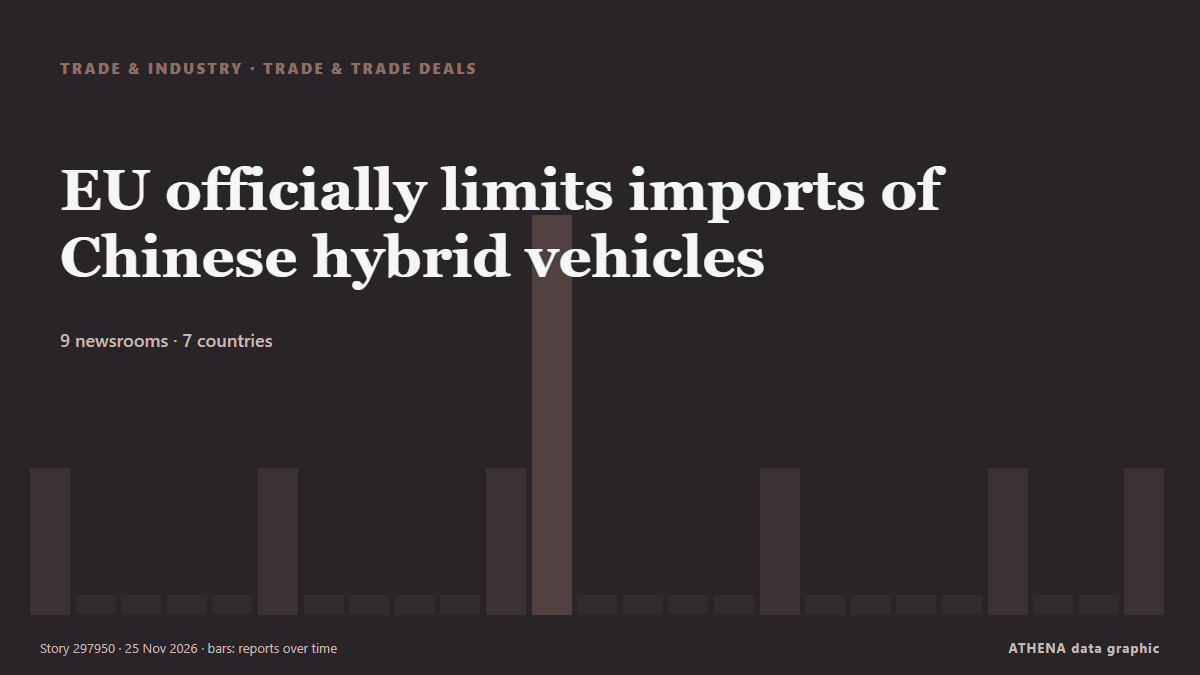 TRADE & INDUSTRY · TRADE & TRADE DEALS
EU officially limits imports of
Chinese hybrid vehicles
9 newsrooms · 7 countries
Story 297950 · 25 Nov 2026 · bars: reports over time
ATHENA data graphic